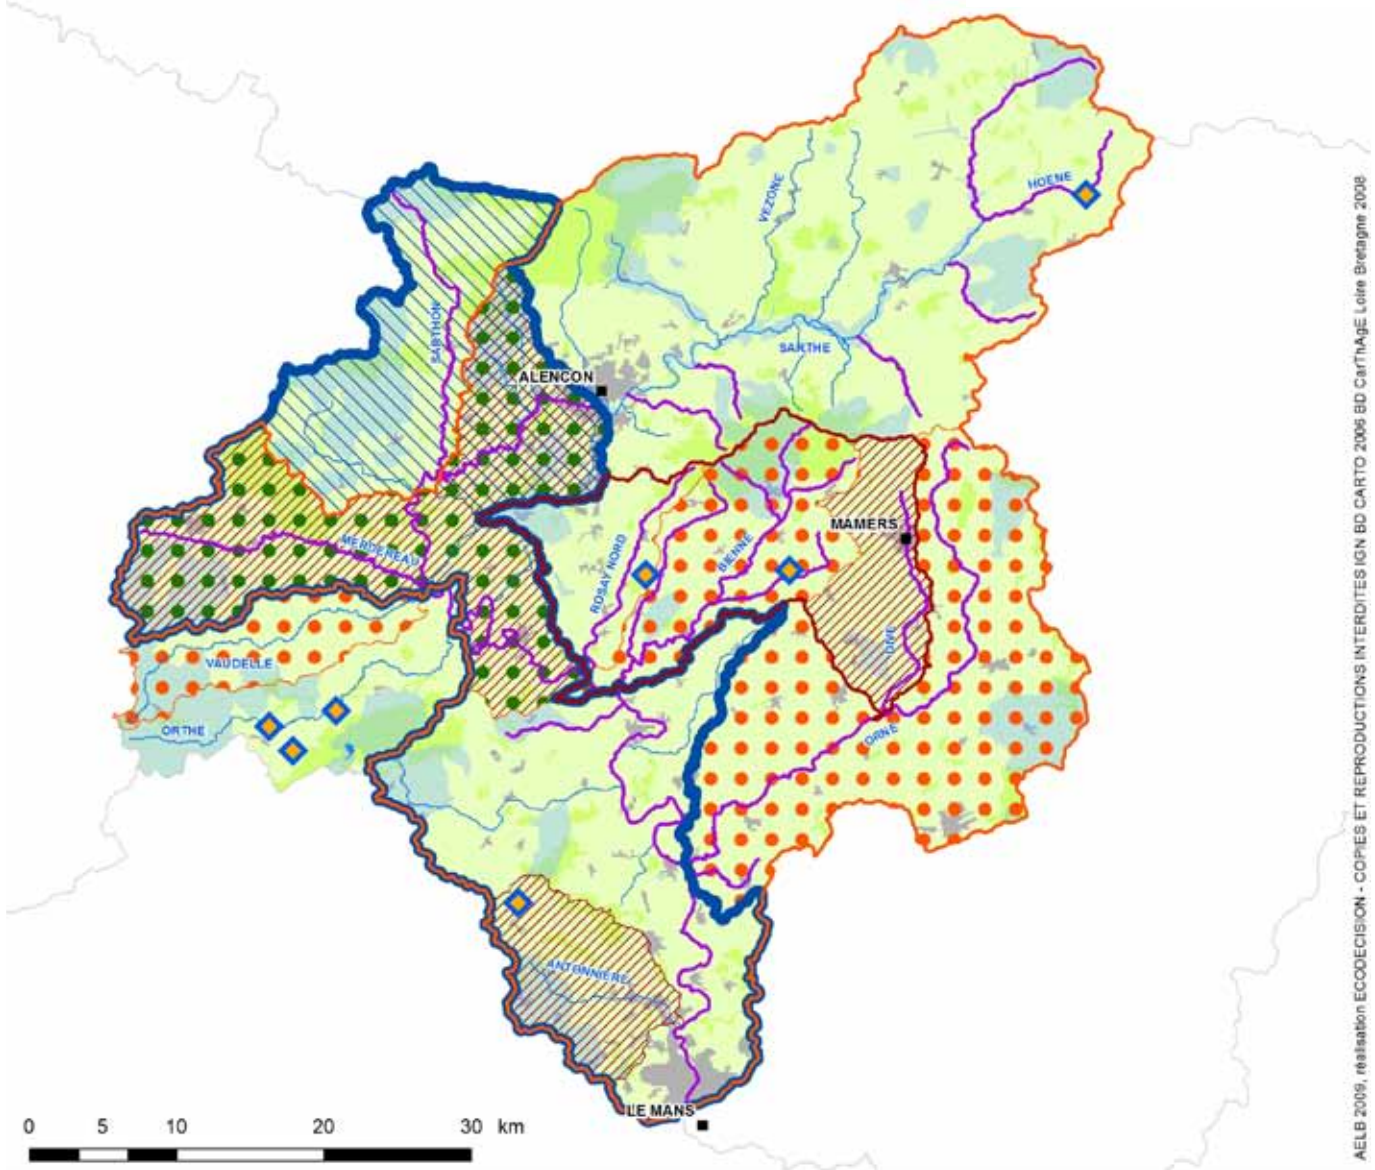 HOENE
VEZONE
SARTHON
SARTHE
ALENCON
MAMERS
MERDEREAU
ROSAY NORD
BIENNE
DIVE
VAUDELLE
ORTHE
ORNE
ANTONNIERE
LE MANS
0 5 10 20 30 km
AELB 2009, réalisation ECODECISION - COPIES ET REPRODUCTIONS INTERDITES IGN BD CARTO 2006 BD CarThAgE Loire Bretagne 2008